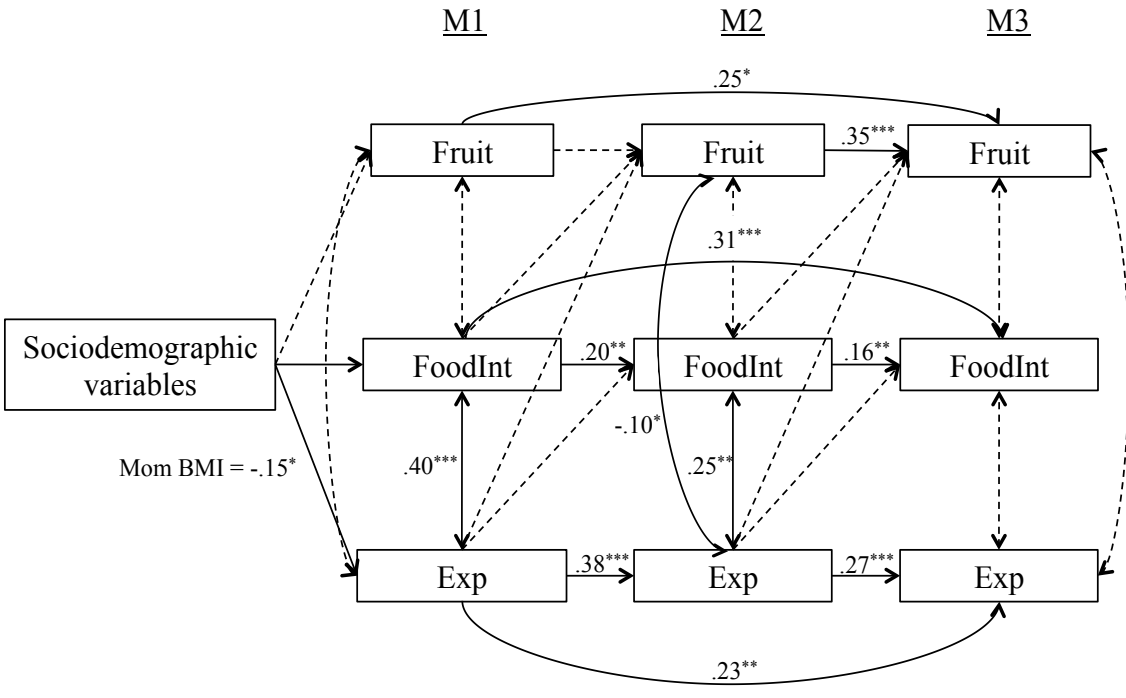 M1 M2 M3
.25*
Fruit Fruit .35*** Fruit
.31***
Sociodemographic
variables
FoodInt .20** FoodInt .16** FoodInt
Mom BMI = -.15*
.40*** -.10* .25**
Exp .38*** Exp .27*** Exp
.23**